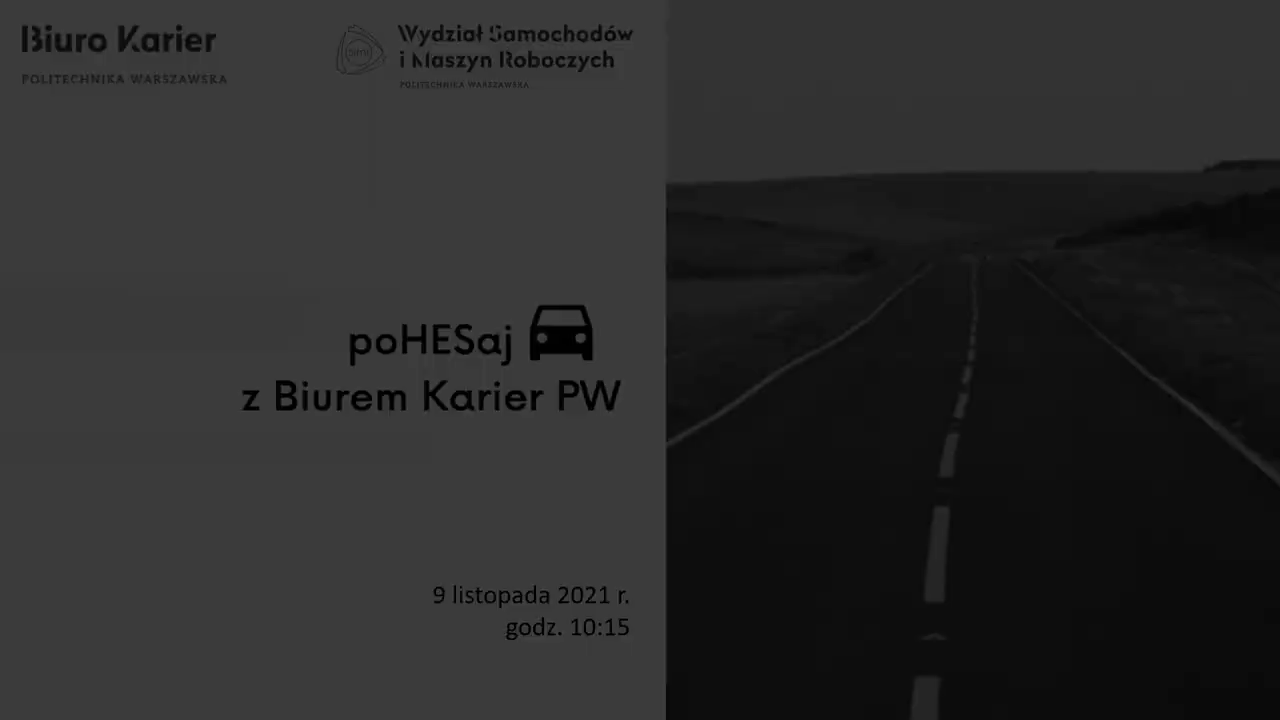 Biuro Karier
POLITECHNIKA WARSZAWSKA
Wydział Samochodów
i Maszyn Roboczych
POLITECHNIKA WARSZAWSKA
poHESaj
z Biurem Karier PW
9 listopada 2021 r.
godz. 10:15